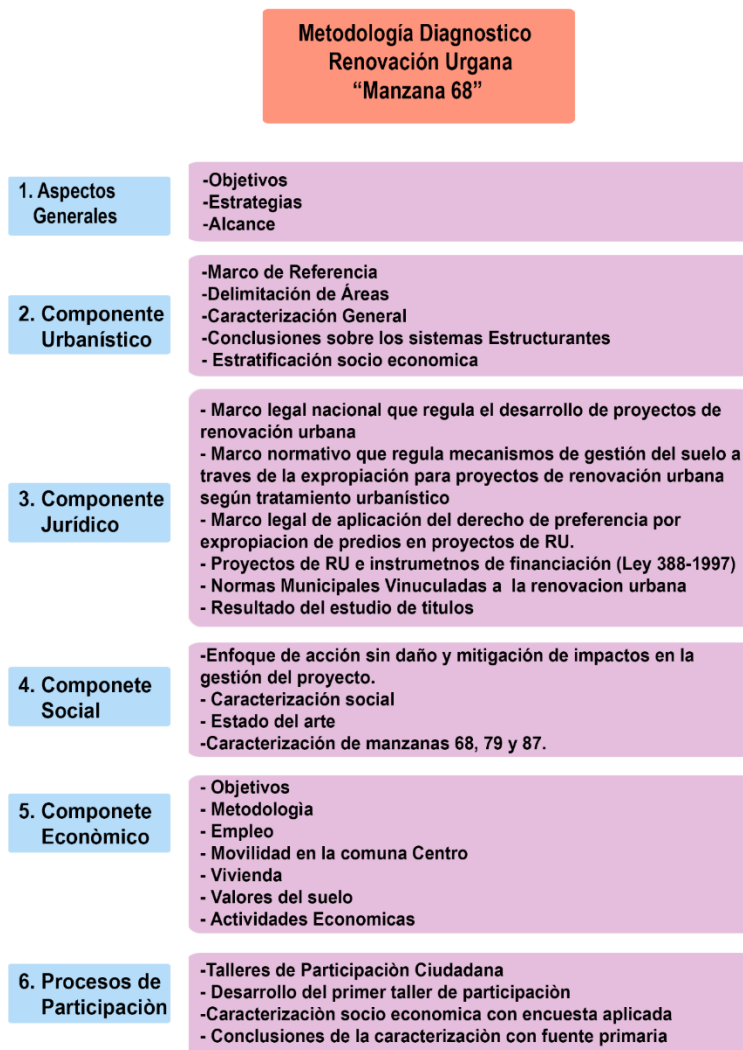 Metodología Diagnostico
Renovación Urgana
“Manzana 68”
1. Aspectos
Generales
-Objetivos
-Estrategias
-Alcance
2. Componente
Urbanístico
-Marco de Referencia
-Delimitación de Áreas
-Caracterización General
-Conclusiones sobre los sistemas Estructurantes
- Estratificación socio economica
3. Componente
Jurídico
- Marco legal nacional que regula el desarrollo de proyectos de
renovación urbana
- Marco normativo que regula mecanismos de gestión del suelo a
traves de la expropiación para proyectos de renovación urbana
según tratamiento urbanístico
- Marco legal de aplicación del derecho de preferencia por
expropiacion de predios en proyectos de RU.
- Proyectos de RU e instrumetnos de financiación (Ley 388-1997)
- Normas Municipales Vinuculadas a la renovacion urbana
- Resultado del estudio de titulos
4. Componete
Social
-Enfoque de acción sin daño y mitigación de impactos en la
gestión del proyecto.
- Caracterización social
- Estado del arte
-Caracterización de manzanas 68, 79 y 87.
5. Componete
Econòmico
- Objetivos
- Metodologìa
- Empleo
- Movilidad en la comuna Centro
- Vivienda
- Valores del suelo
- Actividades Economicas
6. Procesos de
Participaciòn
-Talleres de Participaciòn Ciudadana
- Desarrollo del primer taller de participaciòn
-Caracterizaciòn socio economica con encuesta aplicada
- Conclusiones de la caracterizaciòn con fuente primaria